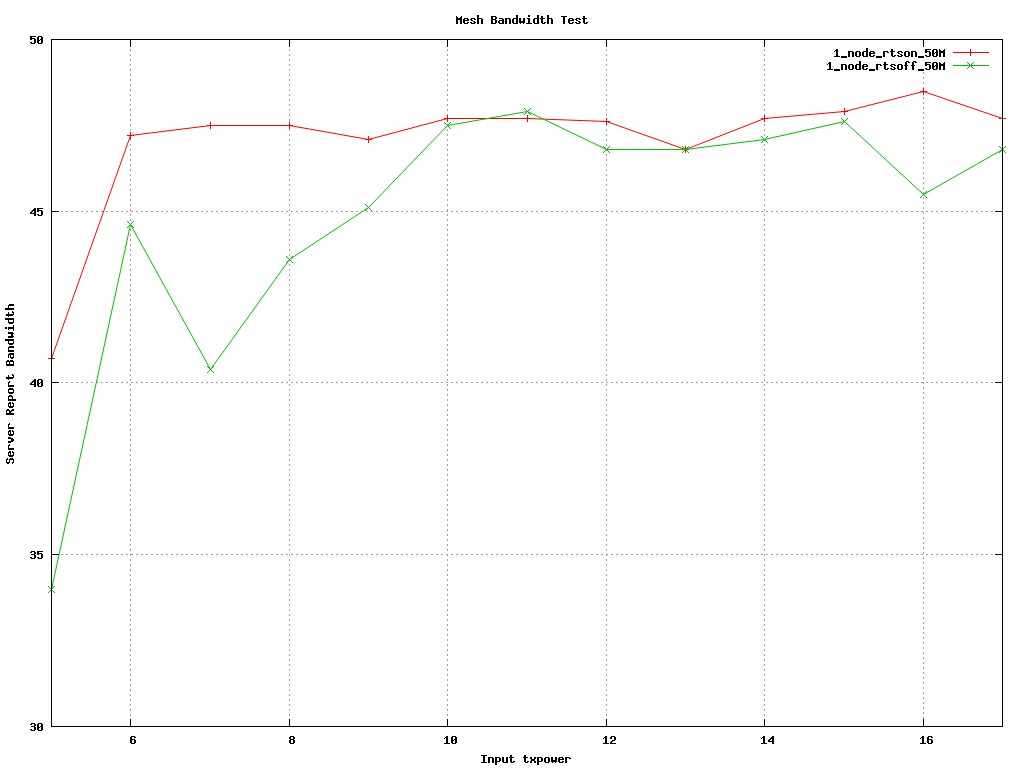 Mesh Bandwidth Test
50
1_node_rtson_50M
1_node_rtsoff_50M
45
Server Report Bandwidth
40
35
30
6 8 10 12 14 16
Input txpower